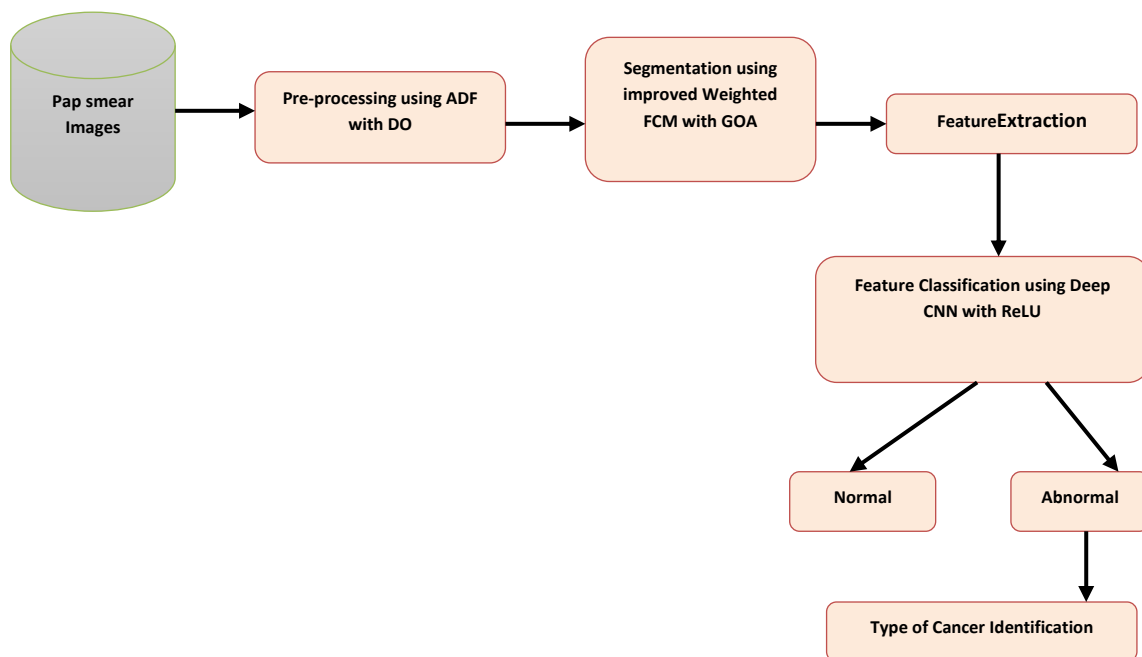 Pap smear
Images
Pre-processing using ADF
with DO
Segmentation using
improved Weighted
FCM with GOA
FeatureExtraction
Feature Classification using Deep
CNN with ReLU
Normal
Abnormal
Type of Cancer Identification